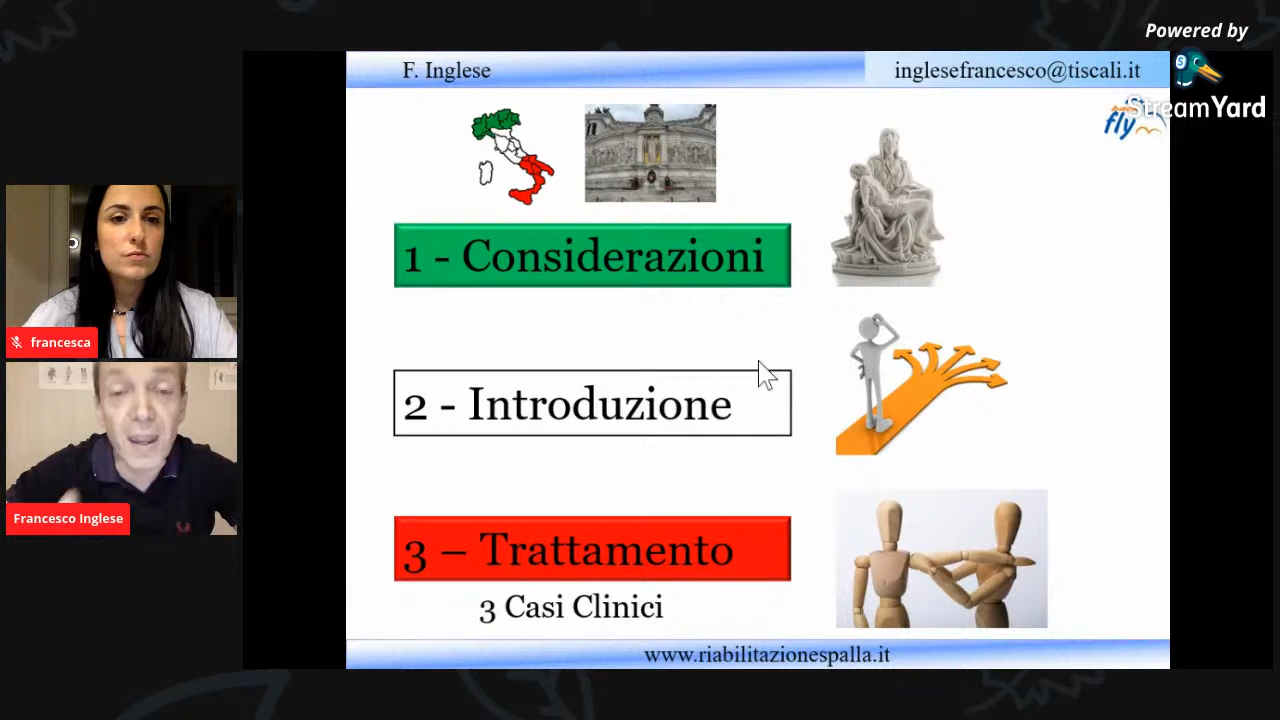 Powered by
StreamYard
F. Inglese
inglesefrancesco@tiscali.it
fly
1 - Considerazioni
francesca
2 - Introduzione
Francesco Inglese
3 – Trattamento
3 Casi Clinici
www.riabilitazionespalla.it